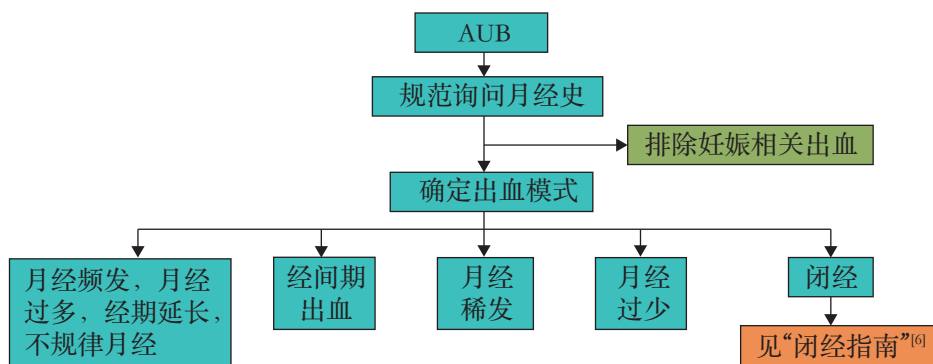 AUB
规范询问月经史
排除妊娠相关出血
确定出血模式
月经频发，月经
过多，经期延长，
不规律月经
经间期
出血
月经
稀发
月经
过少
闭经
见“闭经指南”[6]